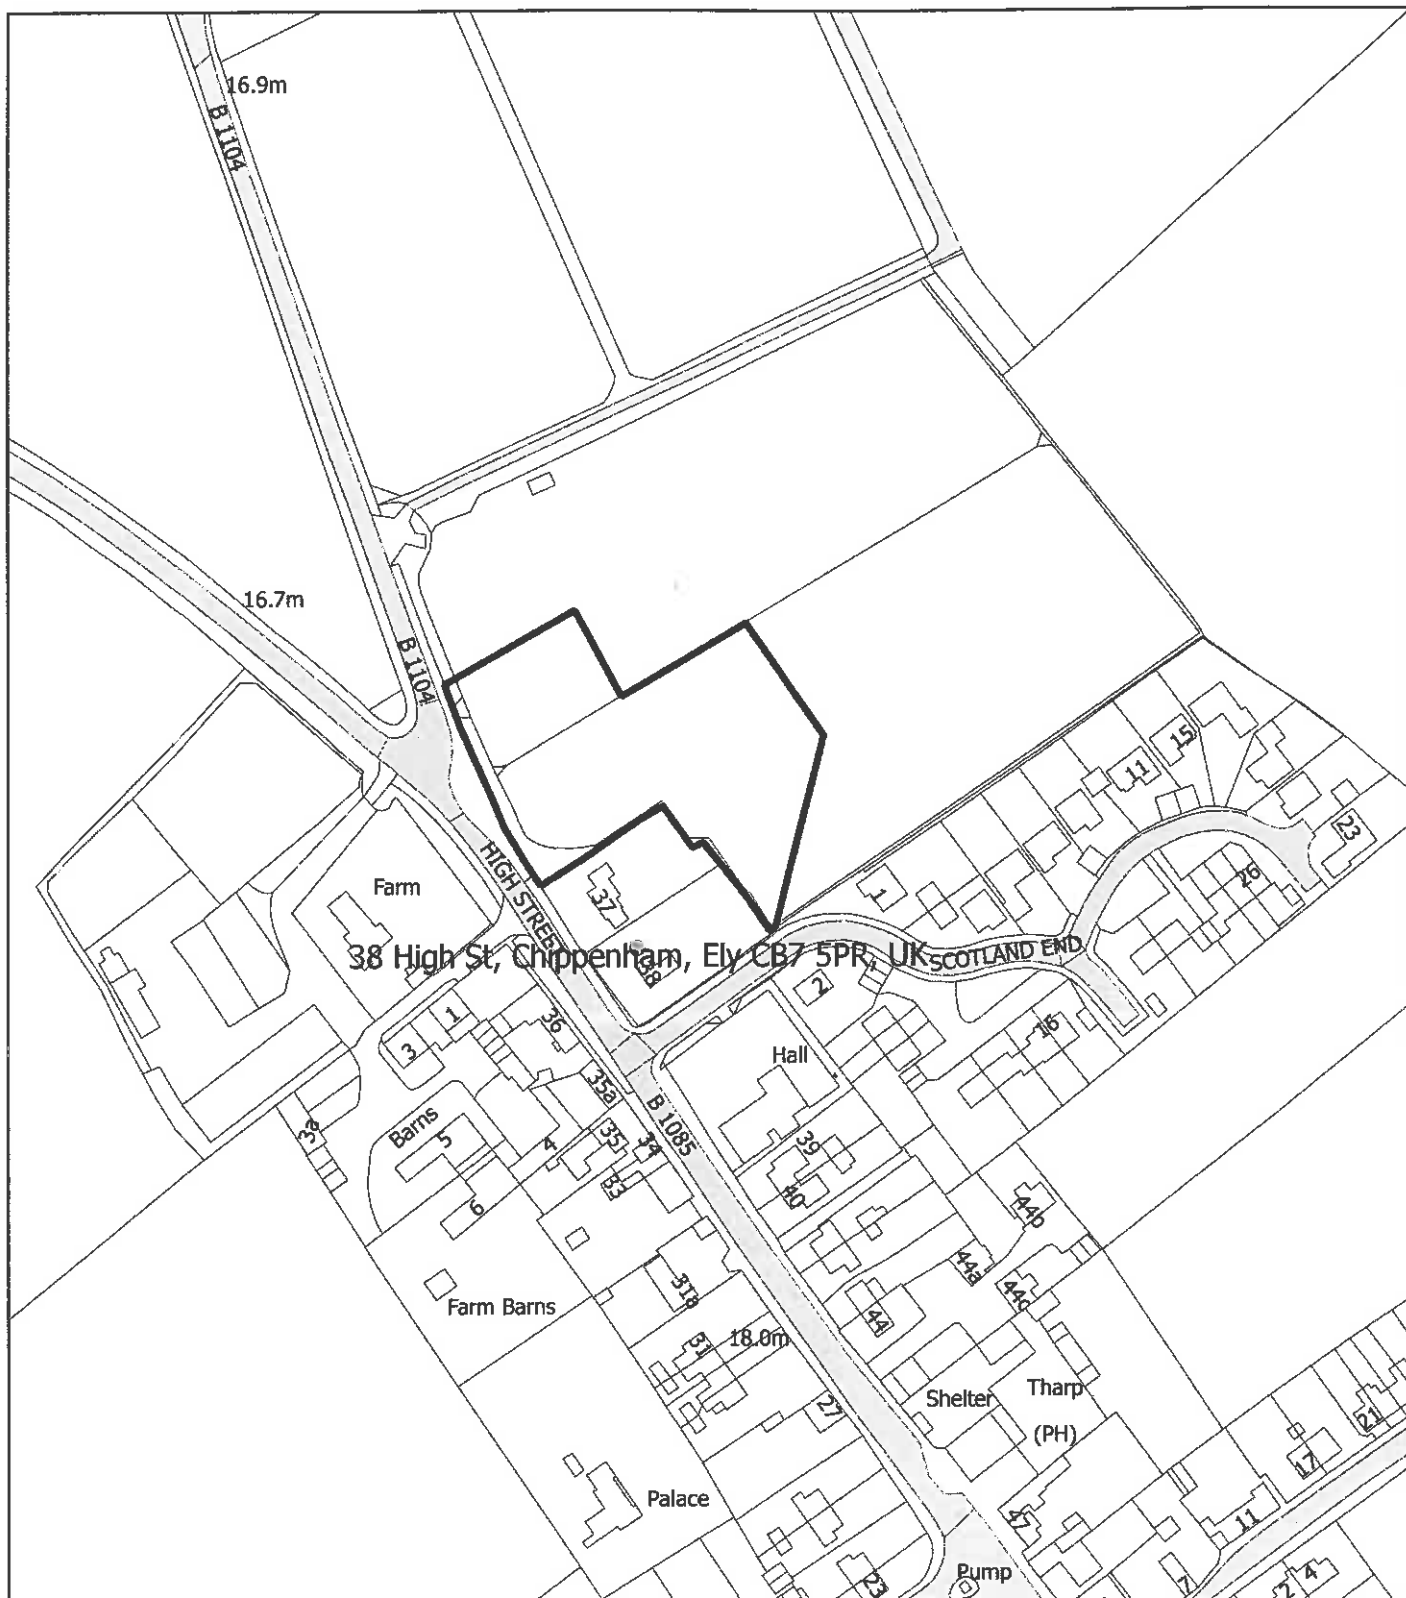 16.9m
B 1104
16.7m
B 1104
15
11
23
HIGH STREET
Farm
37
1
26
38 High St, Chippenham, Ely CB7 5PR, UK
SCOTLAND END
38
2
1
36
16
3
Hall
35a
B 1085
3a
Barns
5
4
35
34
39
33
40
6
44b
44a
31a
44c
Farm Barns
44
31
18.0m
Shelter
Tharp
27
(PH)
21
17
Palace
47
11
Pump
23
7
2
4